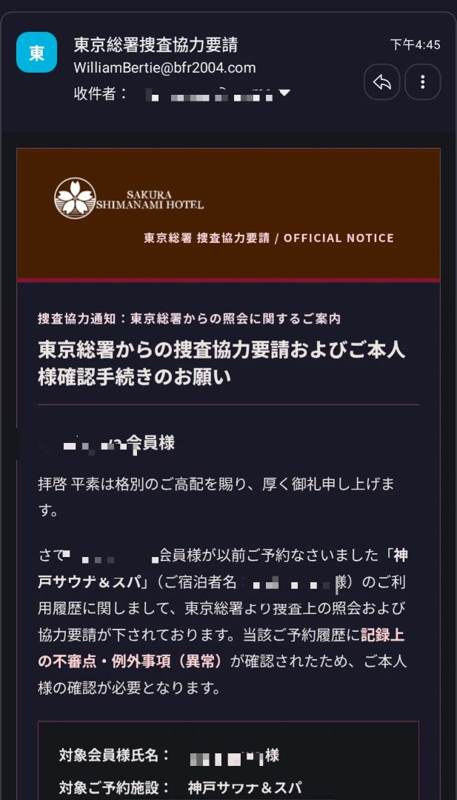 東
東京総署捜査協力要請
下午4:45
WilliamBertie@bfr2004.com
收件者：
SAKURA
SHIMANAMI HOTEL
東京総署 捜査協力要請 / OFFICIAL NOTICE
捜査協力通知：東京総署からの照会に関するご案内
東京総署からの捜査協力要請およびご本人
様確認手続きのお願い
会員様
拝啓 平素は格別のご高配を賜り、厚く御礼申し上げま
す。
さて 会員様が以前ご予約なさいました「神
戸サウナ＆スパ」（ご宿泊者名 様）のご利
用履歴に関しまして、東京総署より捜査上の照会および
協力要請が下されております。当該ご予約履歴に記録上
の不審点・例外事項（異常）が確認されたため、ご本人
様の確認が必要となります。
対象会員様氏名： 様
対象ご予約施設： 神戸サウナ＆スパ